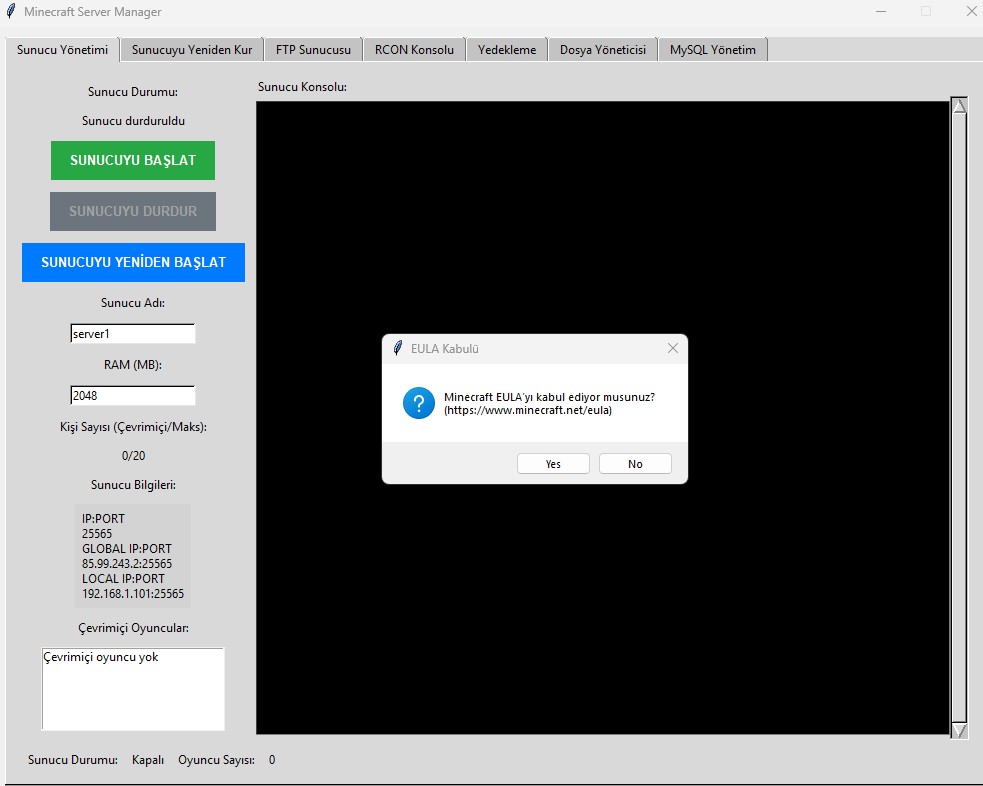 Minecraft Server Manager
Sunucu Yönetimi
Sunucuyu Yeniden Kur
FTP Sunucusu
RCON Konsolu
Yedekleme
Dosya Yöneticisi
MySQL Yönetim
Sunucu Durumu:
Sunucu durduruldu
SUNUCUYU BAŞLAT
SUNUCUYU DURDUR
SUNUCUYU YENİDEN BAŞLAT
Sunucu Adı:
server1
RAM (MB):
2048
Kişi Sayısı (Çevrimiçi/Maks):
0/20
Sunucu Bilgileri:
IP:PORT
25565
GLOBAL IP:PORT
85.99.243.2:25565
LOCAL IP:PORT
192.168.1.101:25565
Çevrimiçi Oyuncular:
Çevrimiçi oyuncu yok
Sunucu Konsolu:
EULA Kabulü
Minecraft EULA'yı kabul ediyor musunuz?
(https://www.minecraft.net/eula)
Yes
No
Sunucu Durumu: Kapalı Oyuncu Sayısı: 0